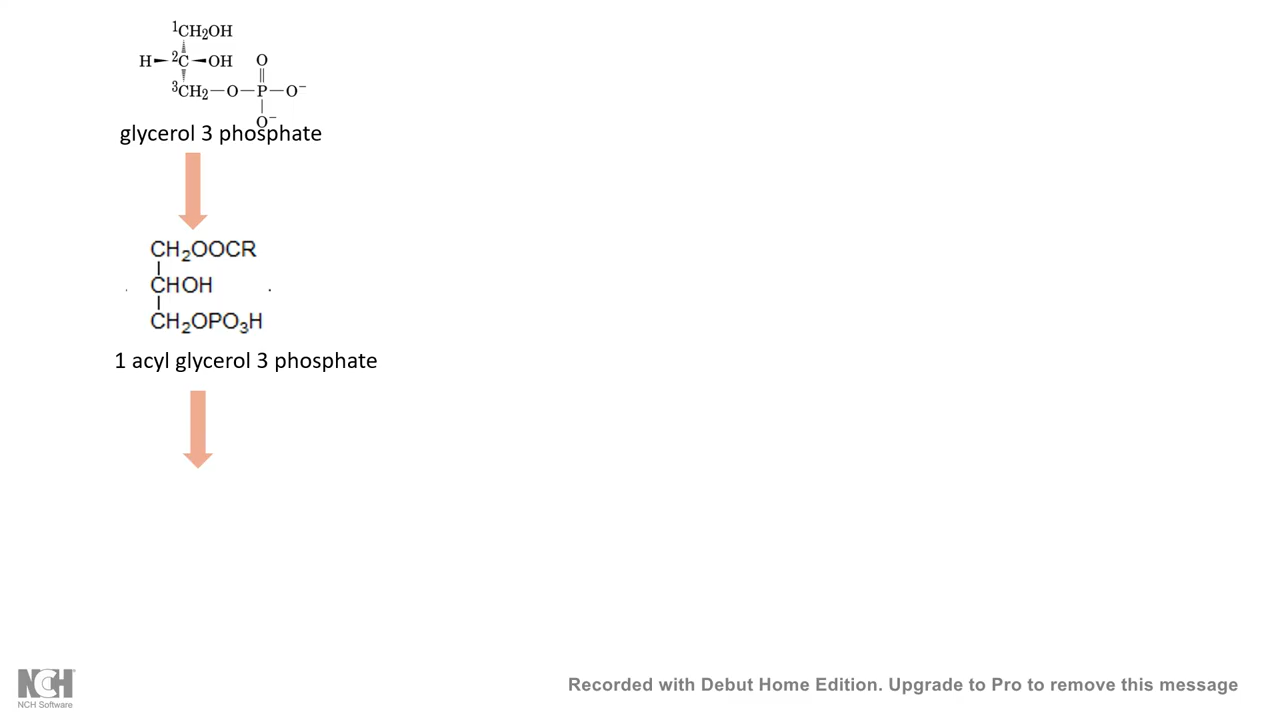 ¹CH₂OH
H ²C OH O
³CH₂—O—P—O⁻
O⁻
glycerol 3 phosphate
CH₂OOCR
CHOH
CH₂OPO₃H
1 acyl glycerol 3 phosphate
NCH
NCH Software
Recorded with Debut Home Edition. Upgrade to Pro to remove this message